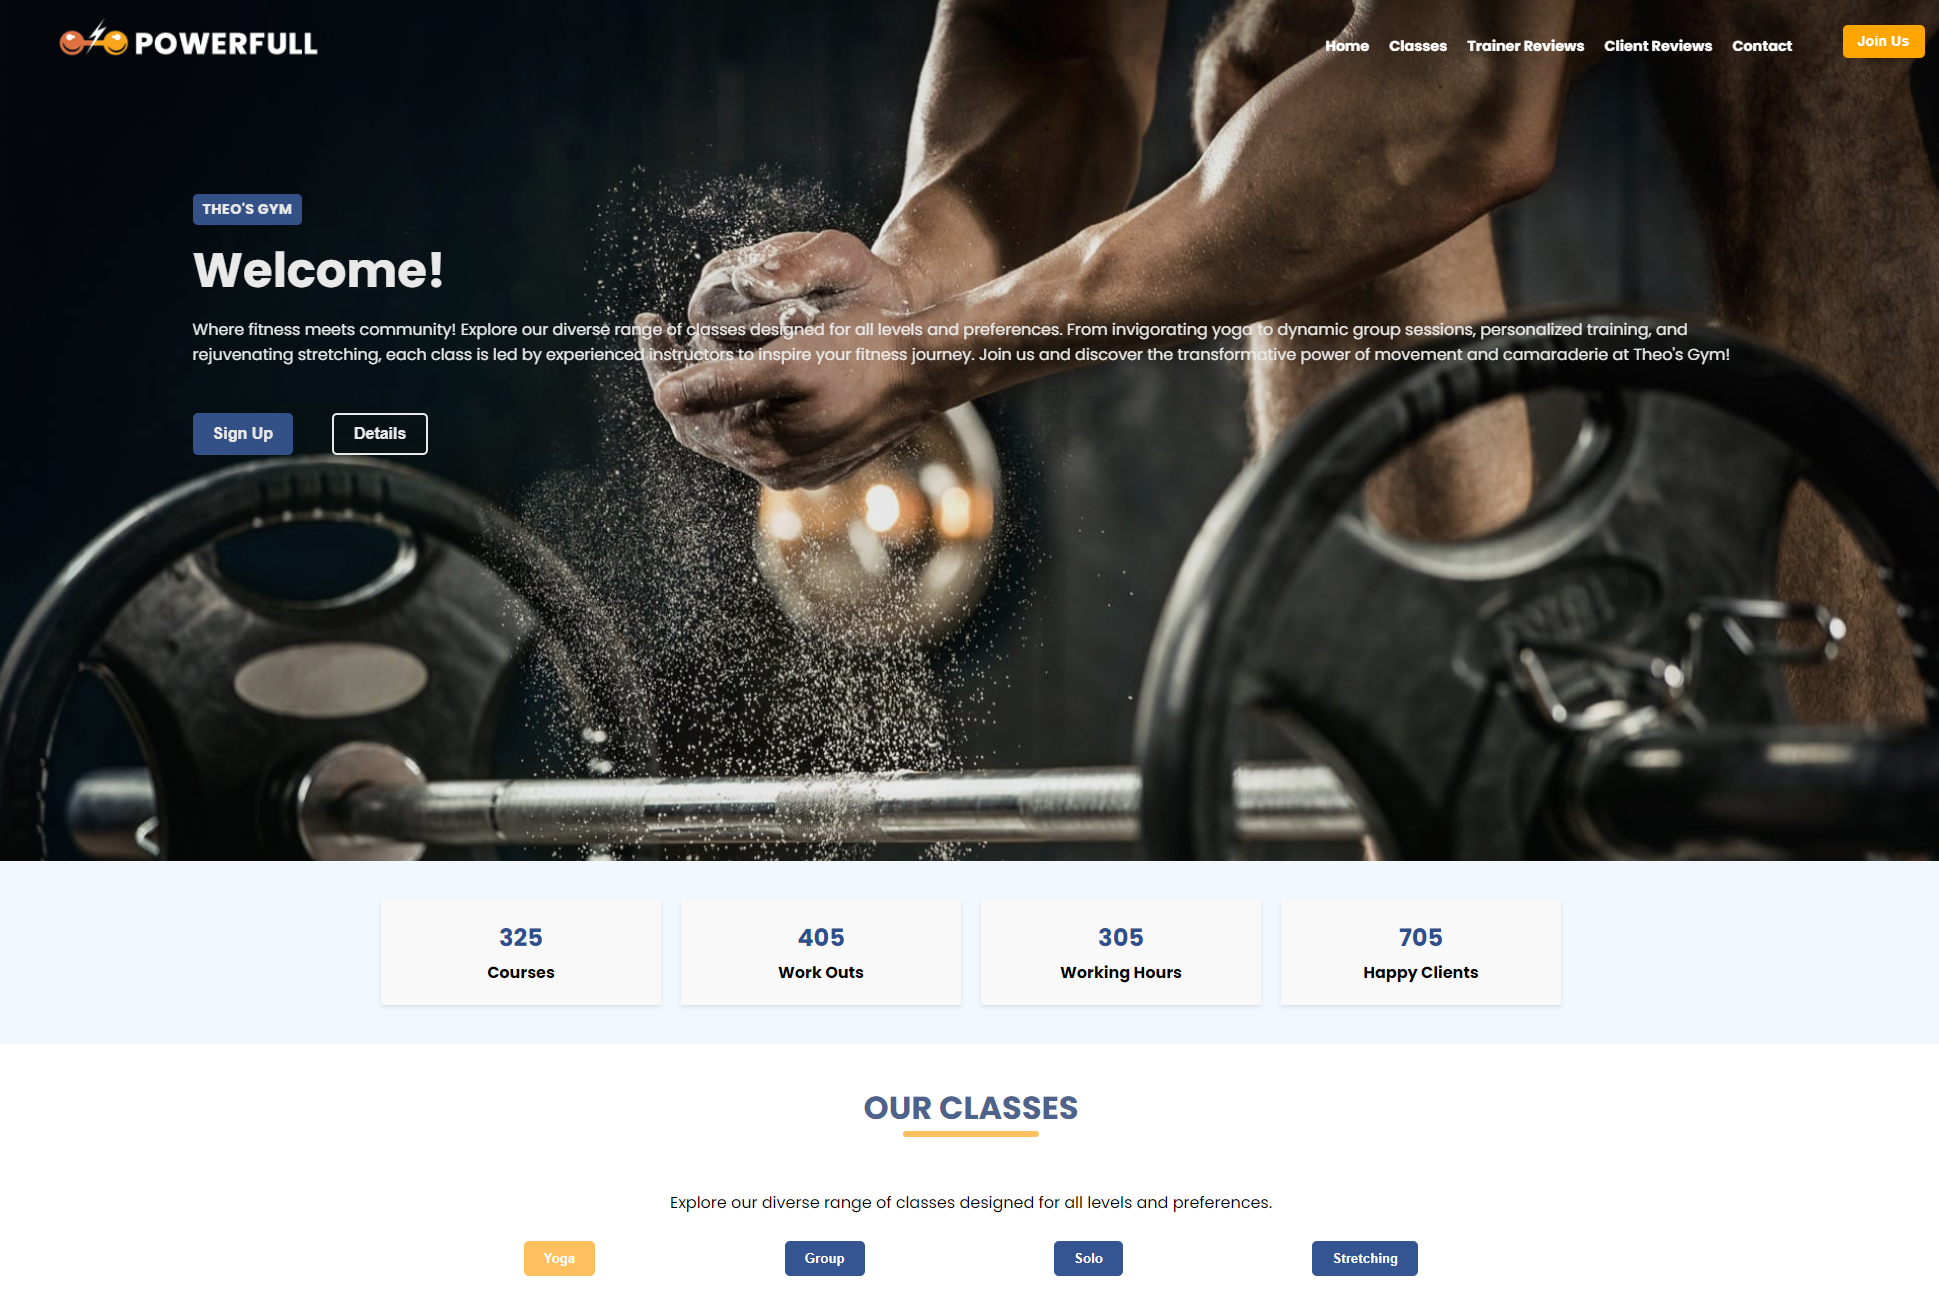 POWERFULL
Home Classes Trainer Reviews Client Reviews Contact Join Us
THEO'S GYM
Welcome!
Where fitness meets community! Explore our diverse range of classes designed for all levels and preferences. From invigorating yoga to dynamic group sessions, personalized training, and
rejuvenating stretching, each class is led by experienced instructors to inspire your fitness journey. Join us and discover the transformative power of movement and camaraderie at Theo's Gym!
Sign Up Details
325 405 305 705
Courses Work Outs Working Hours Happy Clients
OUR CLASSES
Explore our diverse range of classes designed for all levels and preferences.
Yoga Group Solo Stretching